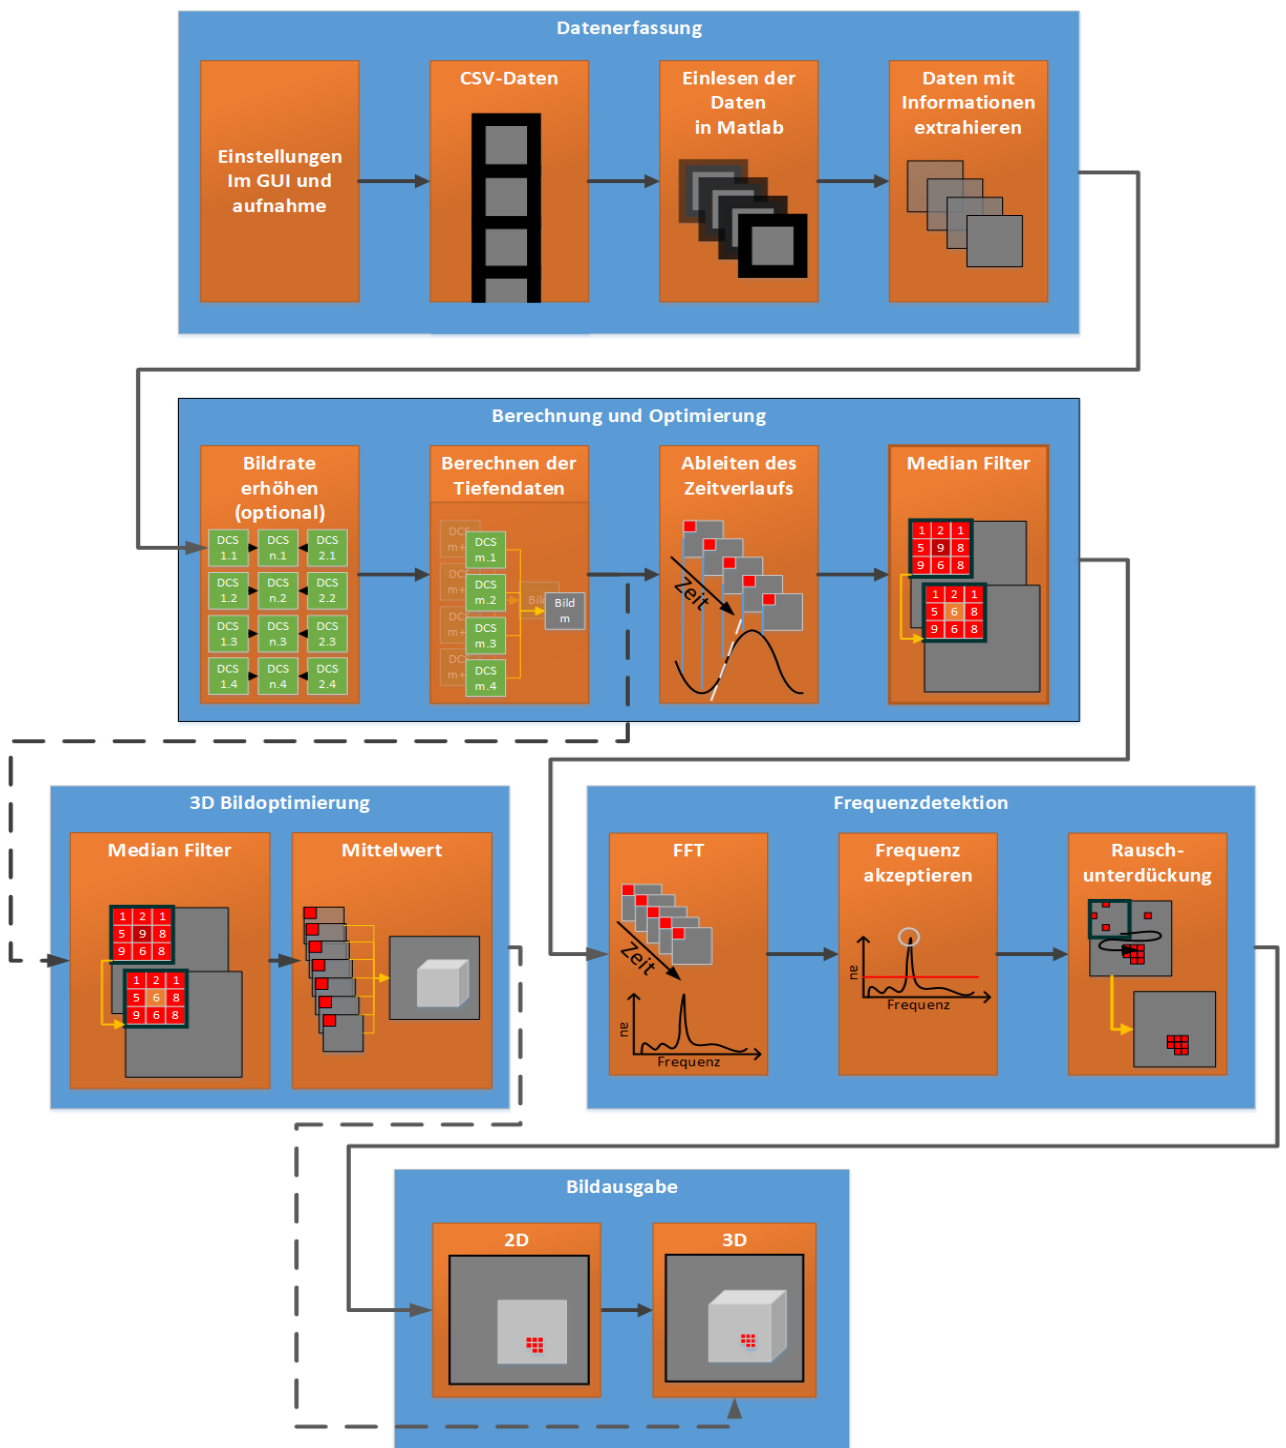 Datenerfassung
Einstellungen
Im GUI und
aufnahme
CSV-Daten
Einlesen der
Daten
in Matlab
Daten mit
Informationen
extrahieren
Berechnung und Optimierung
Bildrate
erhöhen
(optional)
DCS
1.1
DCS
n.1
DCS
2.1
DCS
1.2
DCS
n.2
DCS
2.2
DCS
1.3
DCS
n.3
DCS
2.3
DCS
1.4
DCS
n.4
DCS
2.4
Berechnen der
Tiefendaten
DCS
m.1
DCS
m.2
DCS
m.3
DCS
m.4
Bild
m
Ableiten des
Zeitverlaufs
Zeit
Median Filter
1 2 1
5 9 8
9 6 8
1 2 1
5 6 8
9 6 8
3D Bildoptimierung
Median Filter
1 2 1
5 9 8
9 6 8
1 2 1
5 6 8
9 6 8
Mittelwert
Frequenzdetektion
FFT
Zeit
au
Frequenz
Frequenz
akzeptieren
au
Frequenz
Rausch-
unterdückung
Bildausgabe
2D
3D